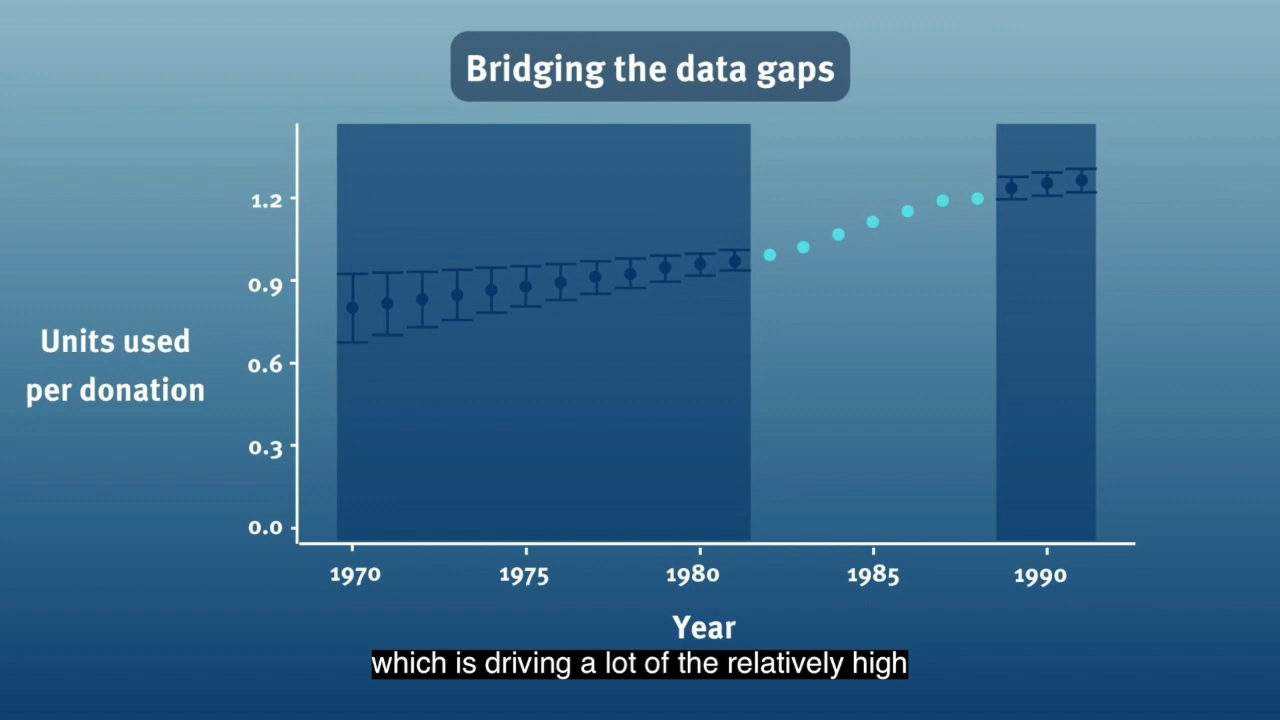 Bridging the data gaps
1.2
0.9
0.6
0.3
0.0
Units used
per donation
1970 1975 1980 1985 1990
Year
which is driving a lot of the relatively high